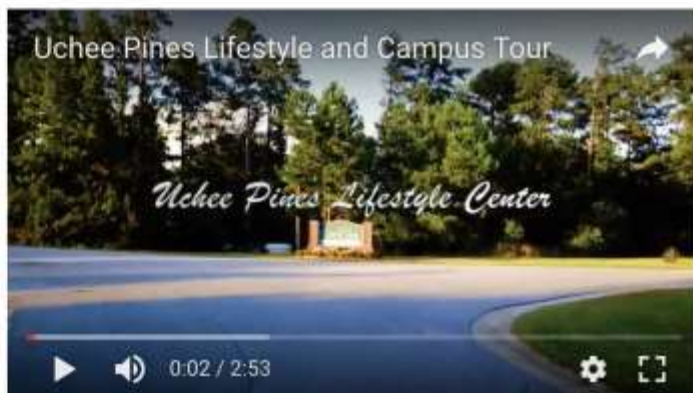 Uchee Pines Lifestyle and Campus Tour
Uchee Pines Lifestyle Center
0:02 / 2:53